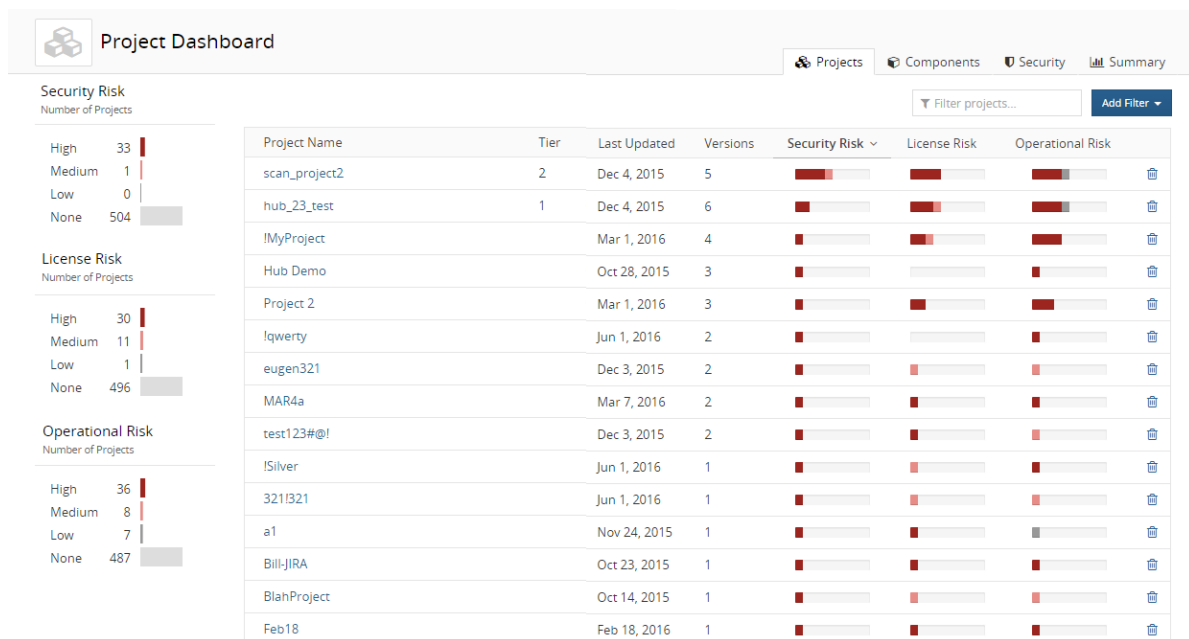 Project Dashboard
Projects Components Security Summary
Security Risk
Number of Projects
High 33
Medium 1
Low 0
None 504
License Risk
Number of Projects
High 30
Medium 11
Low 1
None 496
Operational Risk
Number of Projects
High 36
Medium 8
Low 7
None 487
Filter projects... Add Filter
Project Name Tier Last Updated Versions Security Risk License Risk Operational Risk
scan_project2 2 Dec 4, 2015 5
hub_23_test 1 Dec 4, 2015 6
!MyProject Mar 1, 2016 4
Hub Demo Oct 28, 2015 3
Project 2 Mar 1, 2016 3
!qwerty Jun 1, 2016 2
eugen321 Dec 3, 2015 2
MAR4a Mar 7, 2016 2
test123#@! Dec 3, 2015 2
!Silver Jun 1, 2016 1
321!321 Jun 1, 2016 1
a1 Nov 24, 2015 1
Bill-JIRA Oct 23, 2015 1
BlahProject Oct 14, 2015 1
Feb18 Feb 18, 2016 1